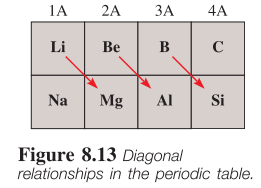 1A 2A 3A 4A
Li Be B C
Na Mg Al Si
Figure 8.13 Diagonal
relationships in the periodic table.